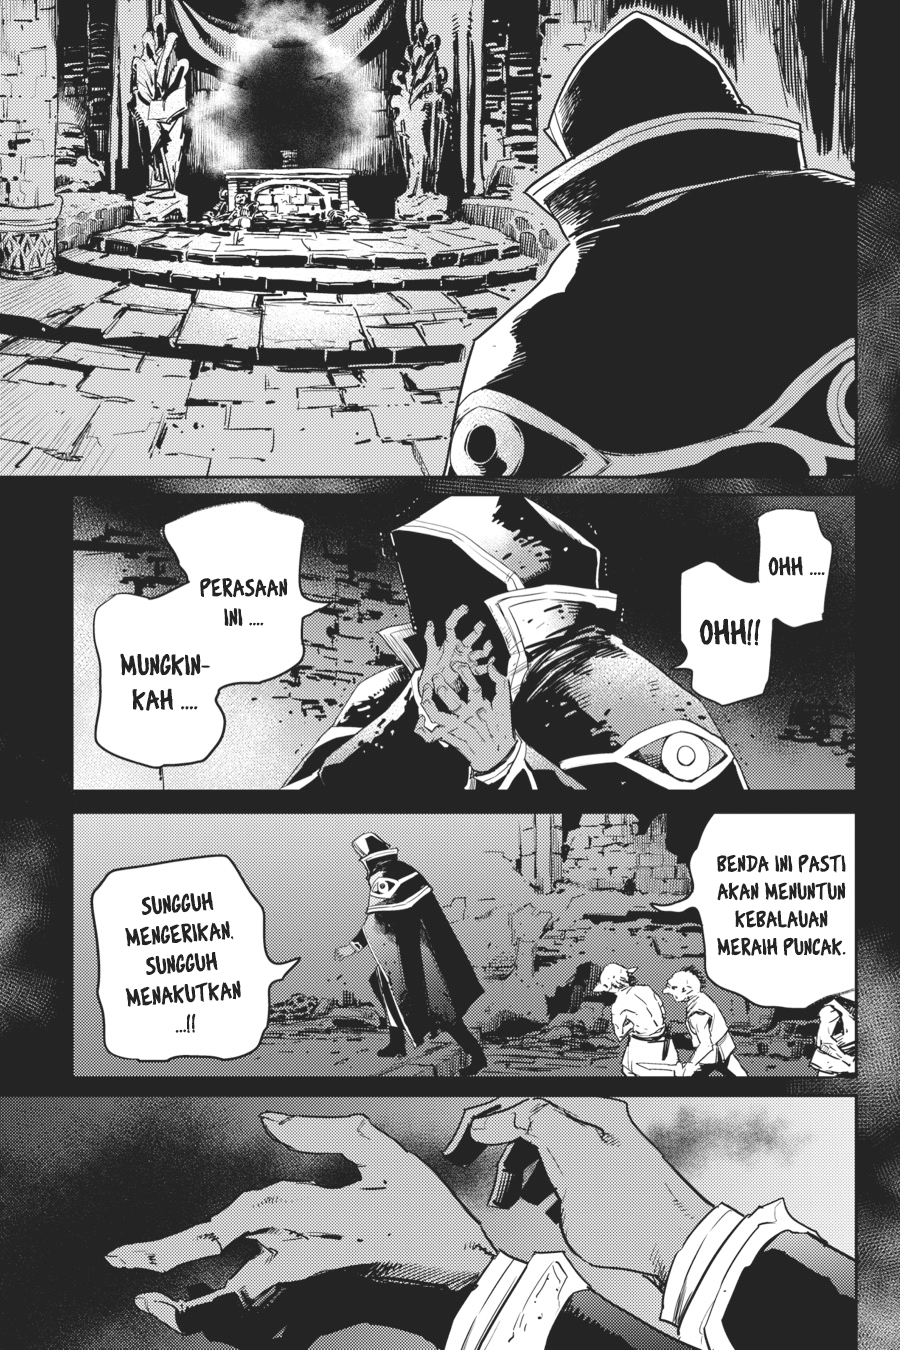 OHH ....
OHH!!
PERASAAN
INI ....
MUNGKIN-
KAH ....
BENDA INI PASTI
AKAN MENUNTUN
KEBALAUAN
MERAIH PUNCAK.
SUNGGUH
MENGERIKAN.
SUNGGUH
MENAKUTKAN
...!!